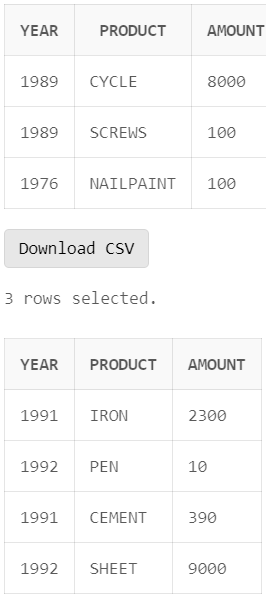 YEAR PRODUCT AMOUNT
1989 CYCLE 8000
1989 SCREWS 100
1976 NAILPAINT 100
Download CSV
3 rows selected.
YEAR PRODUCT AMOUNT
1991 IRON 2300
1992 PEN 10
1991 CEMENT 390
1992 SHEET 9000